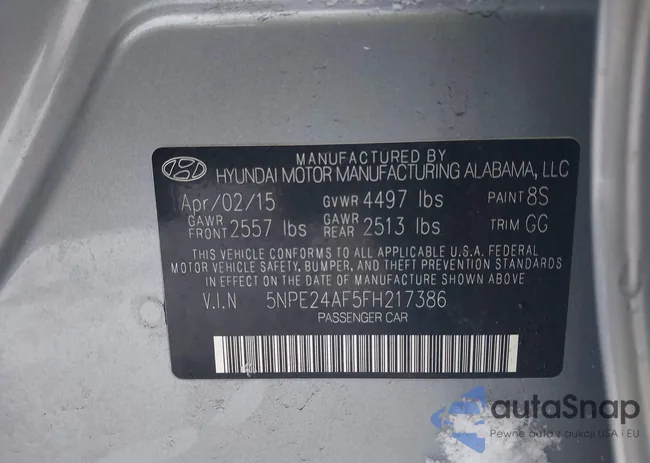 MANUFACTURED BY
HYUNDAI MOTOR MANUFACTURING ALABAMA, LLC
Apr/02/15 GVWR 4497 lbs PAINT 8S
GAWR FRONT 2557 lbs GAWR REAR 2513 lbs TRIM GG
THIS VEHICLE CONFORMS TO ALL APPLICABLE U.S.A. FEDERAL
MOTOR VEHICLE SAFETY, BUMPER, AND THEFT PREVENTION
STANDARDS IN EFFECT ON THE DATE OF MANUFACTURE SHOWN ABOVE.
V.I.N 5NPE24AF5FH217386
PASSENGER CAR
autaSnap
Pewne auto z aukcji USA i EU